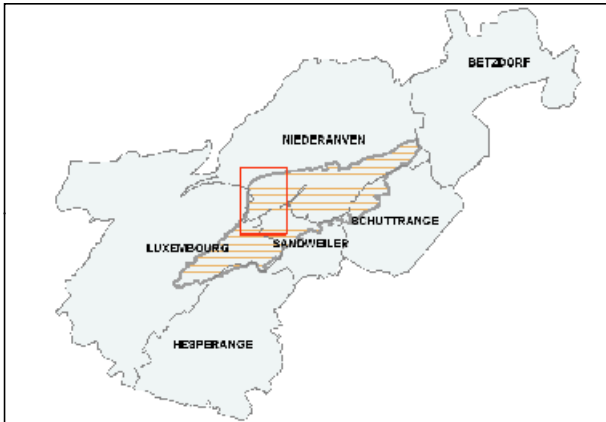 BETZDORF
NIEDERANVEN
SCHUTTRANGE
LUXEMBOURG
SANDWEILER
HESPERANGE